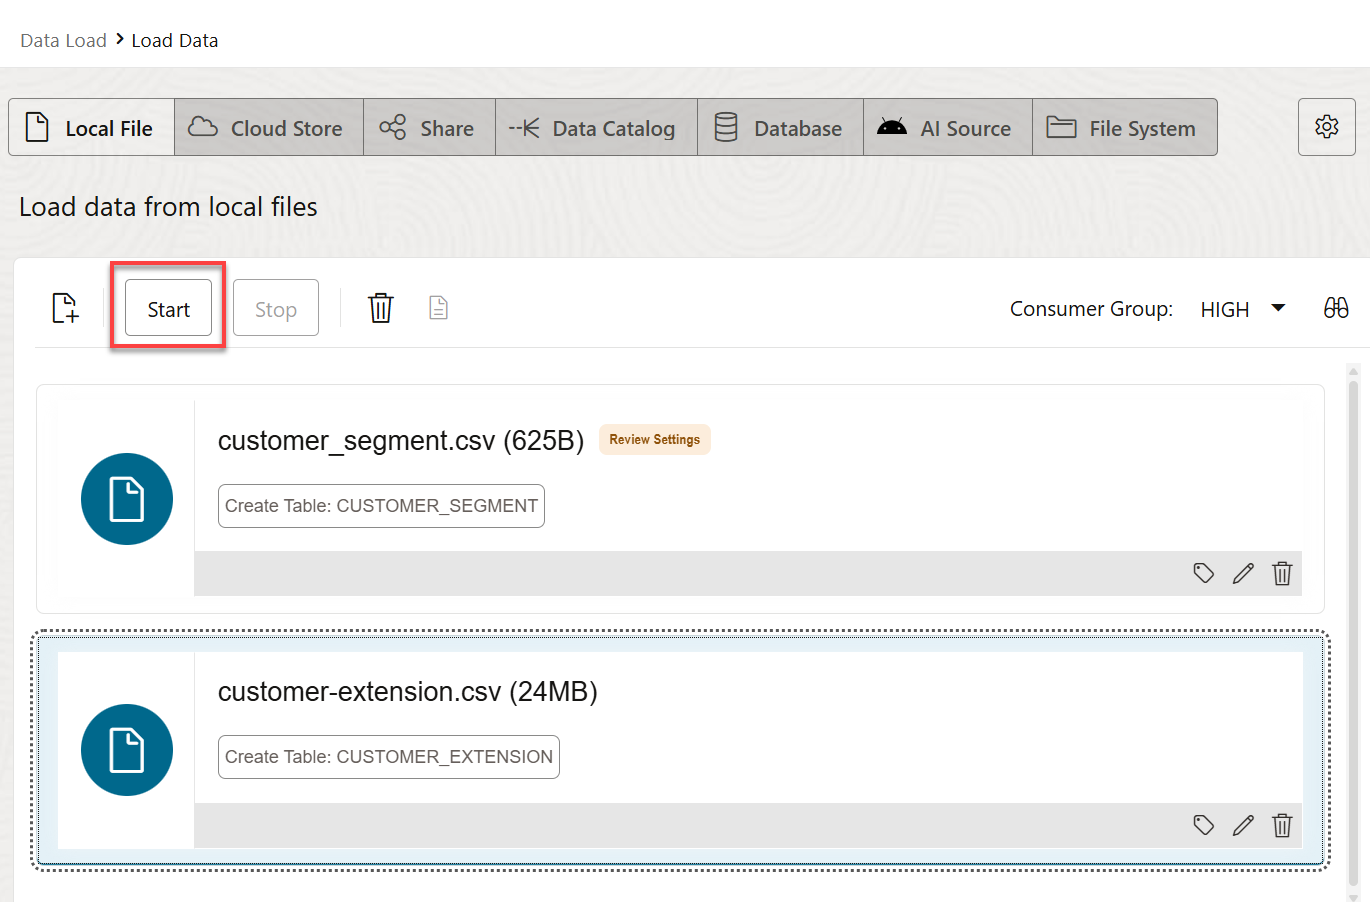 Data Load > Load Data
Local File Cloud Store Share Data Catalog Database AI Source File System
Load data from local files
Start Stop Consumer Group: HIGH
customer_segment.csv (625B) Review Settings
Create Table: CUSTOMER_SEGMENT
customer-extension.csv (24MB)
Create Table: CUSTOMER_EXTENSION